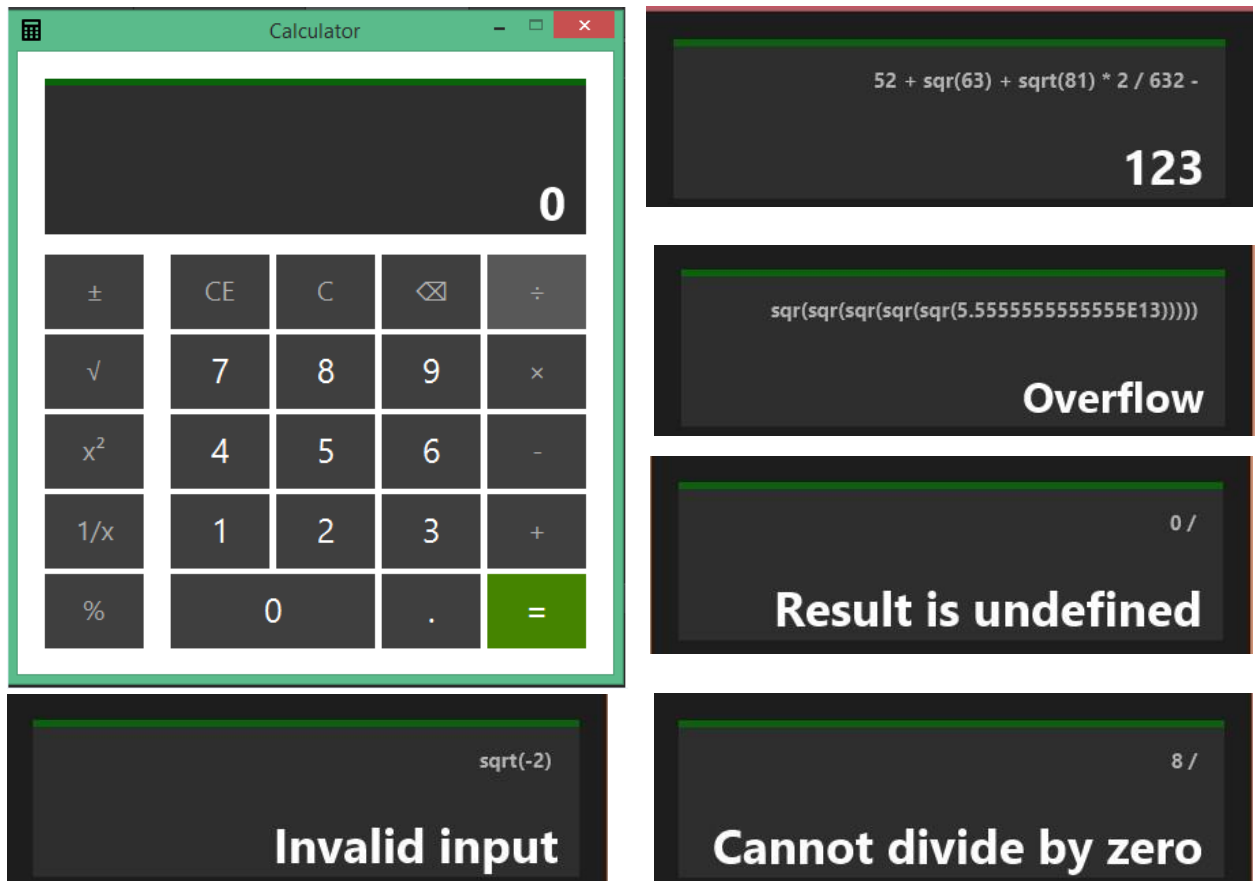 Calculator
0
± CE C ⌫ ÷
√ 7 8 9 ×
x² 4 5 6 -
1/x 1 2 3 +
% 0 . =
52 + sqr(63) + sqrt(81) * 2 / 632 -
123
sqr(sqr(sqr(sqr(sqr(5.5555555555555E13)))))
Overflow
0 /
Result is undefined
sqrt(-2)
Invalid input
8 /
Cannot divide by zero